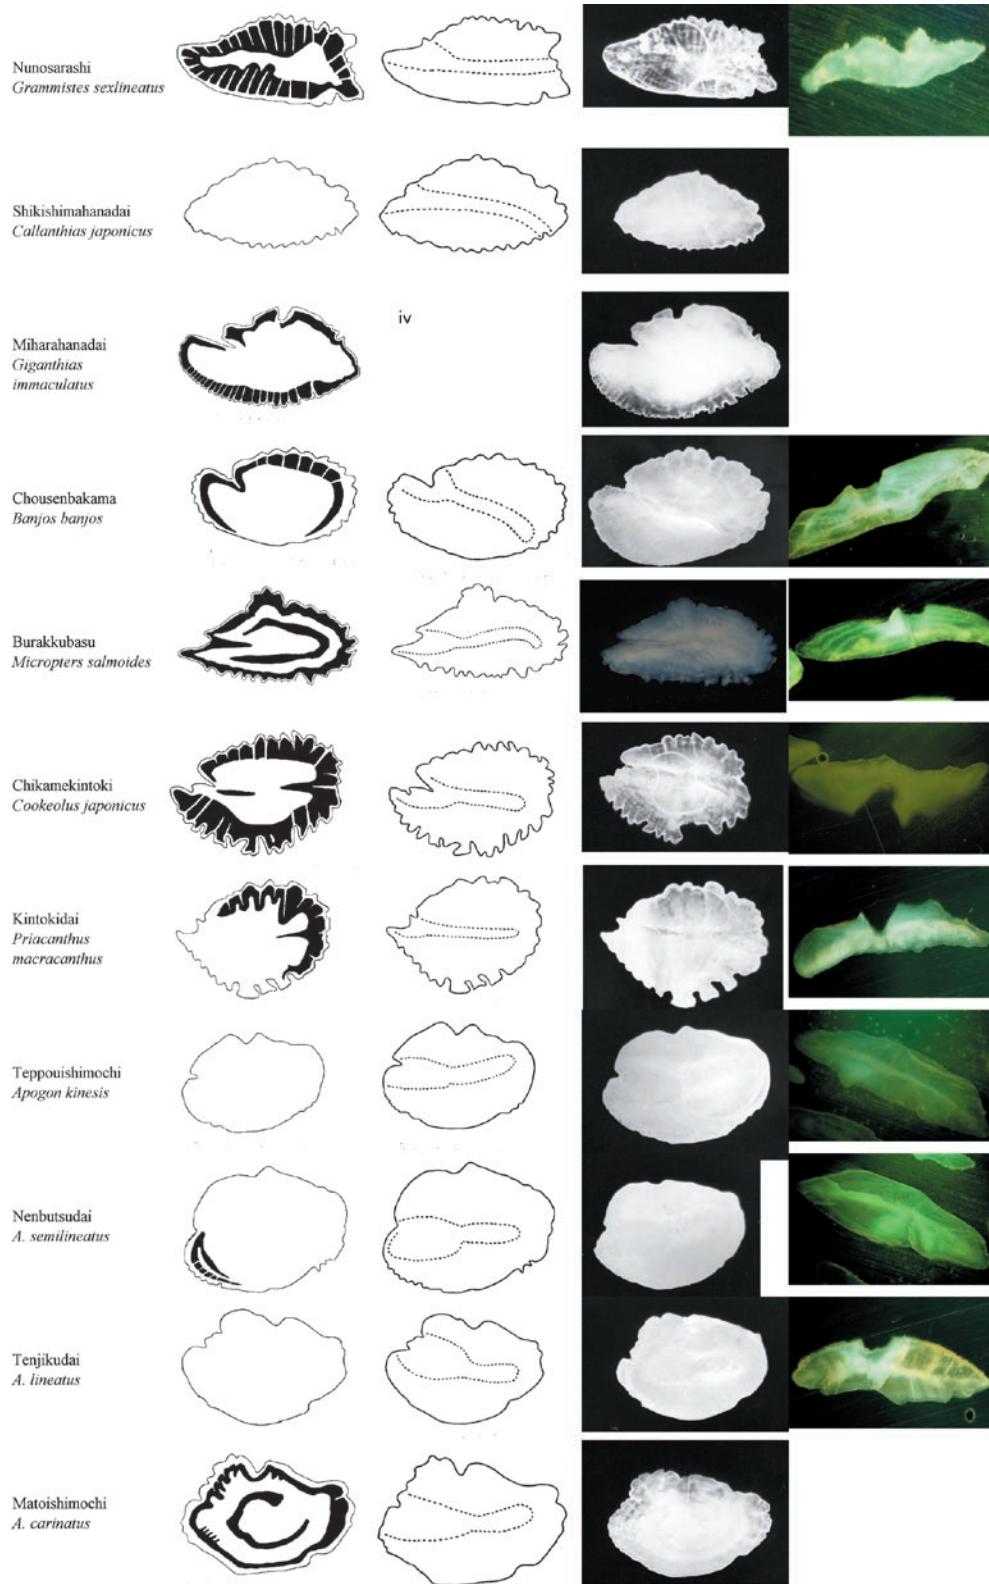 Nunosarashi
Grammistes sexlineatus
Shikishimahanadai
Callanthias japonicus
iv
Miharahanadai
Giganthias
immaculatus
Chousenbakama
Banjos banjos
Burakkubasu
Micropters salmoides
Chikamekintoki
Cookeolus japonicus
Kintokidai
Priacanthus
macracanthus
Teppouishimochi
Apogon kinesis
Nenbutsudai
A. semilineatus
Tenjikudai
A. lineatus
Matoishimochi
A. carinatus